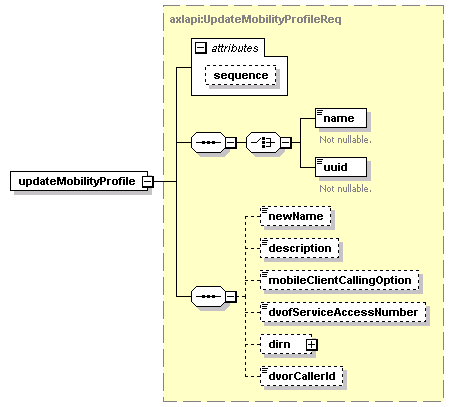 axlapi:UpdateMobilityProfileReq
attributes
sequence
name
Not nullable.
uuid
Not nullable.
updateMobilityProfile
newName
description
mobileClientCallingOption
dvofServiceAccessNumber
dirn
dvorCallerId